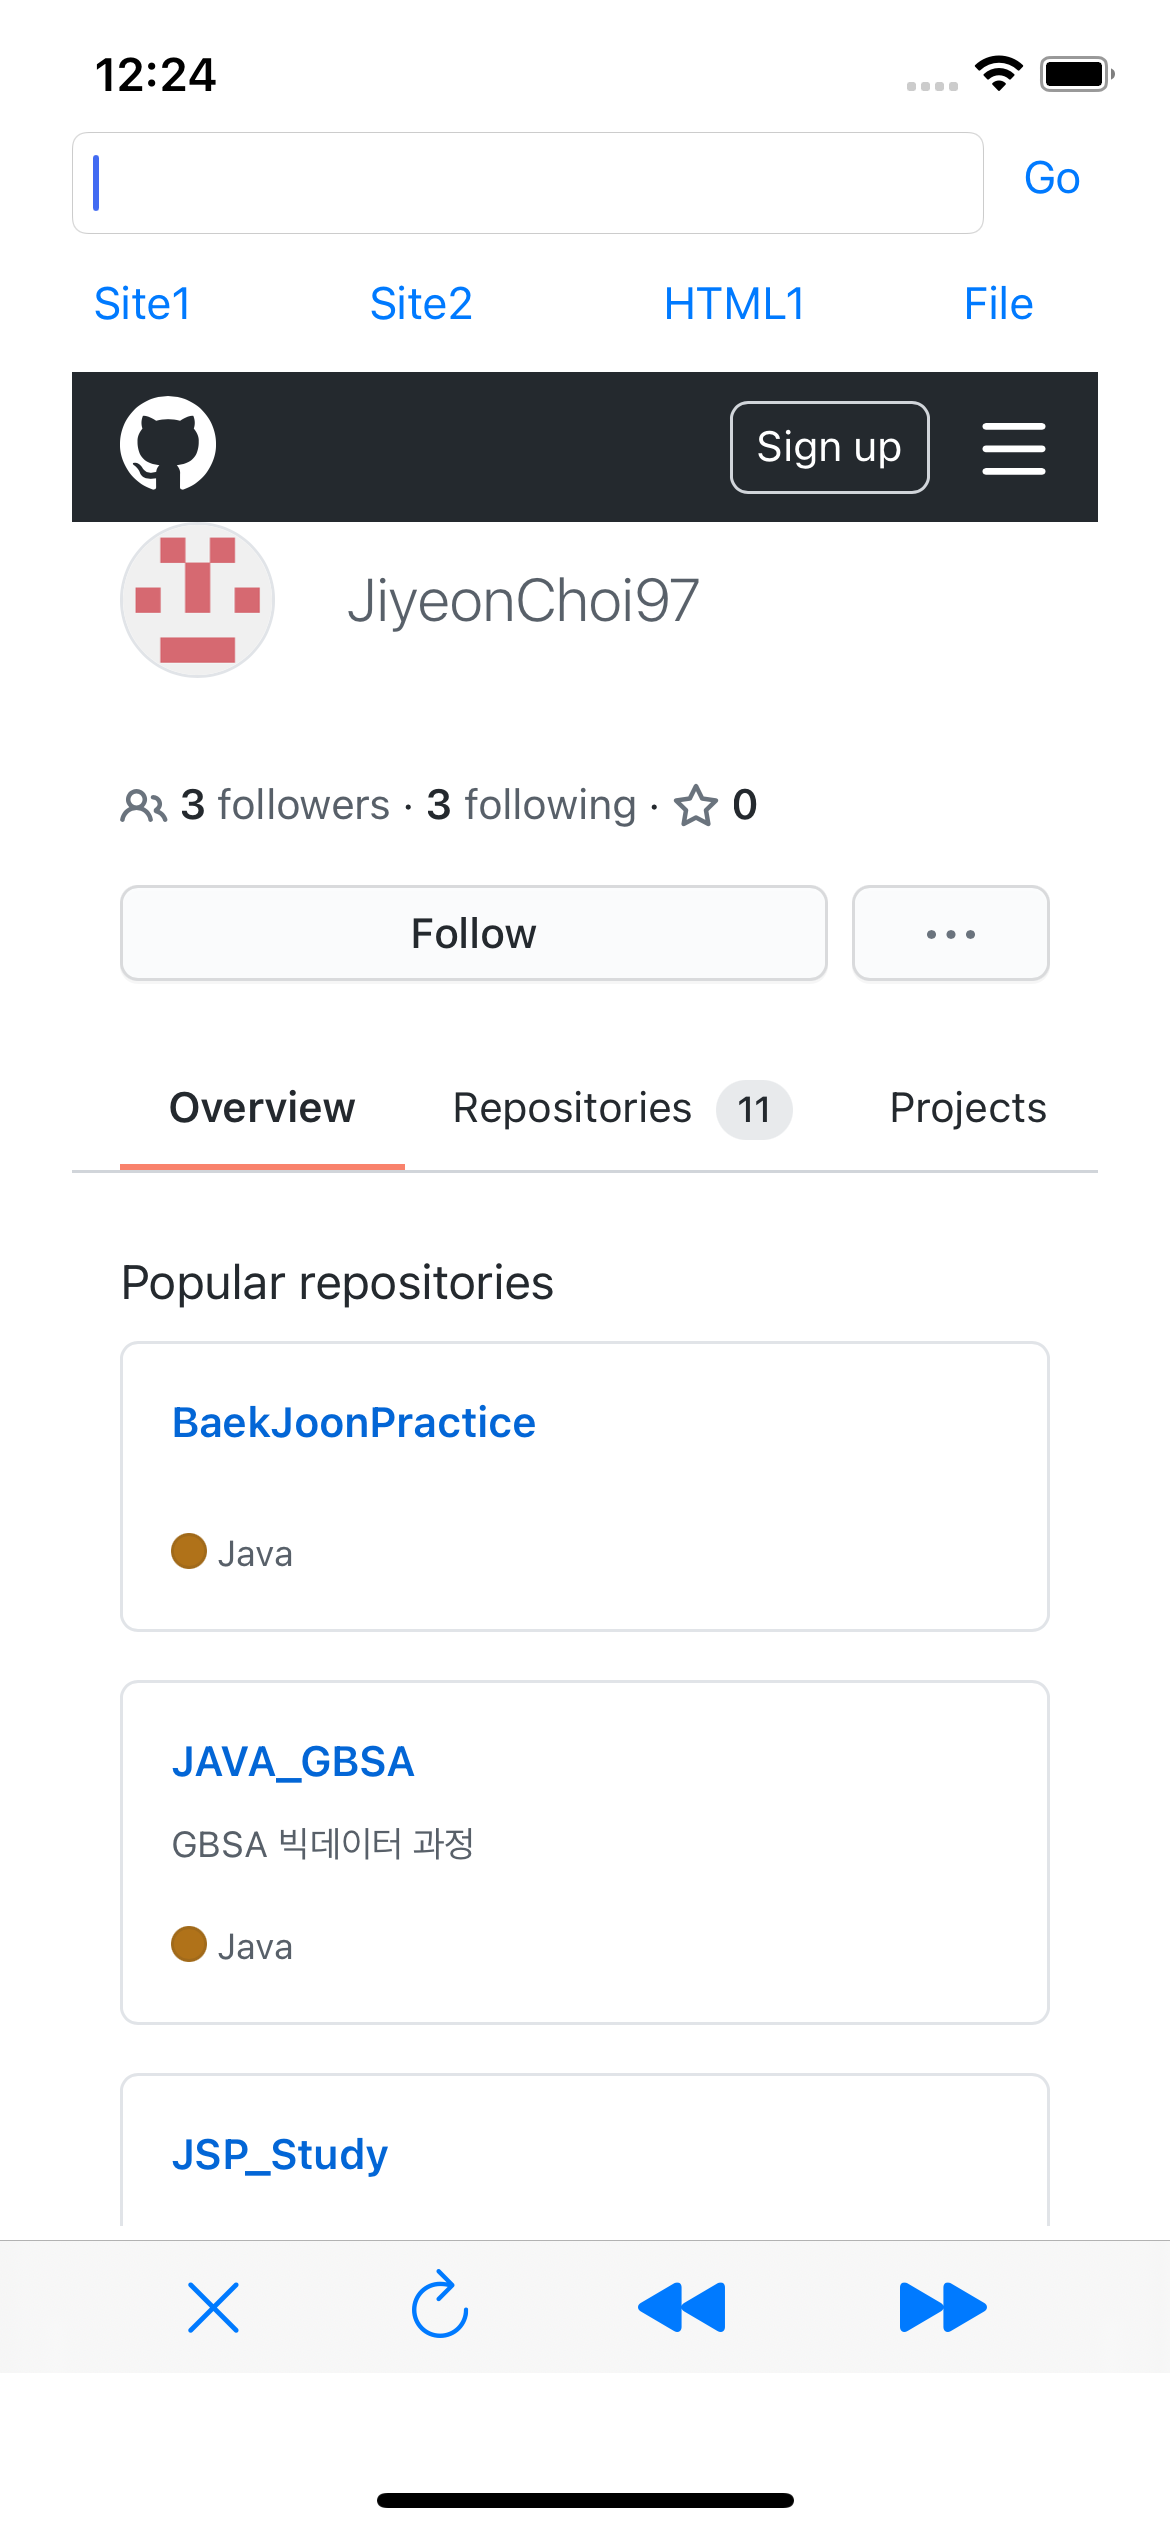 12:24
Go
Site1 Site2 HTML1 File
Sign up
JiyeonChoi97
3 followers · 3 following · 0
Follow ...
Overview Repositories 11 Projects
Popular repositories
BaekJoonPractice
Java
JAVA_GBSA
GBSA 빅데이터 과정
Java
JSP_Study